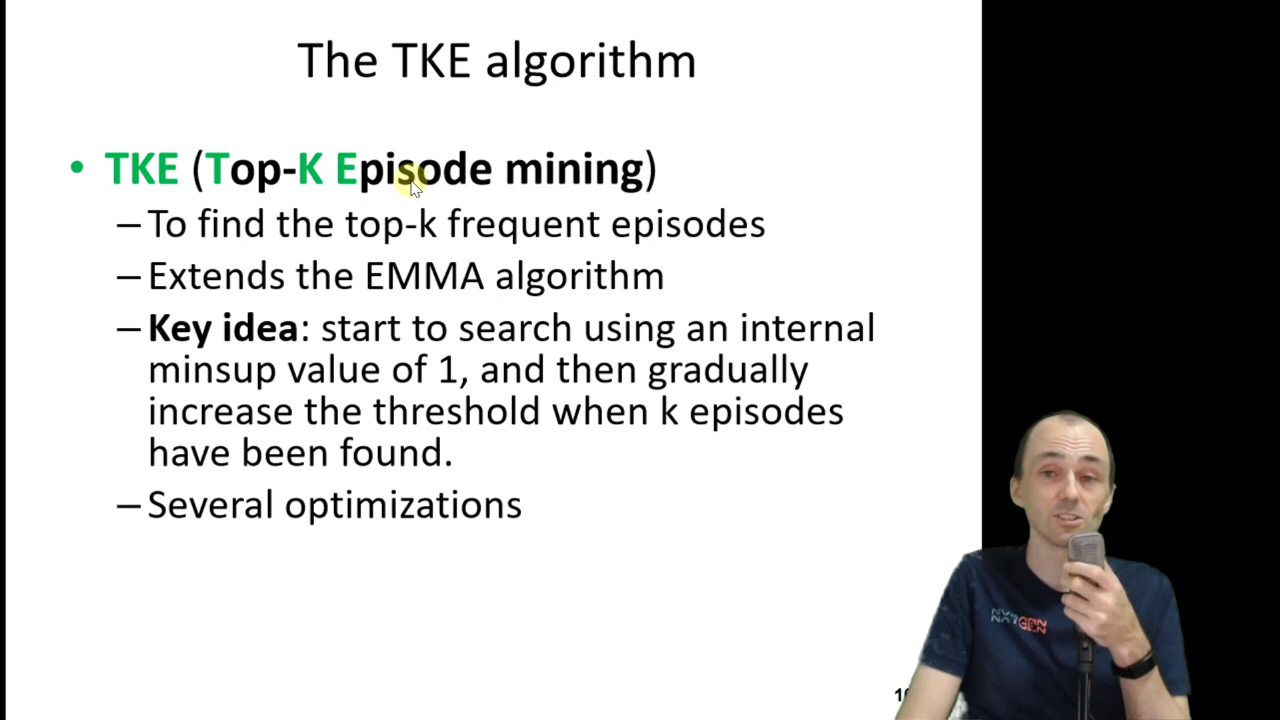 The TKE algorithm
• TKE (Top-K Episode mining)
– To find the top-k frequent episodes
– Extends the EMMA algorithm
– Key idea: start to search using an internal
minsup value of 1, and then gradually
increase the threshold when k episodes
have been found.
– Several optimizations